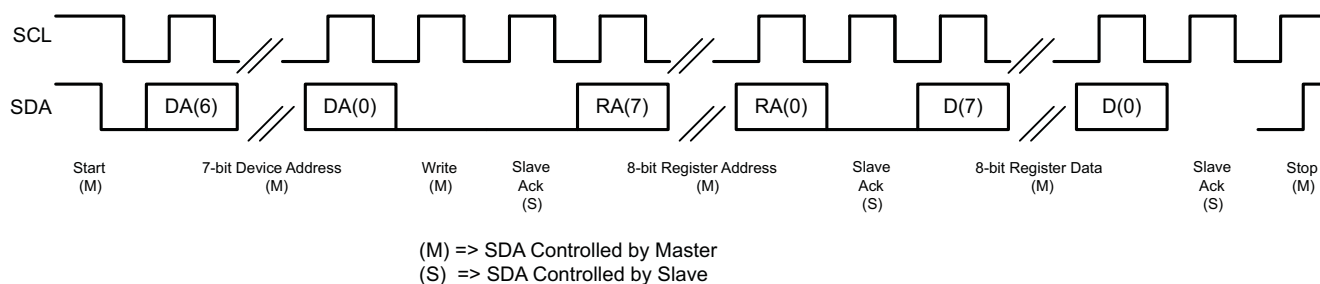 SCL
SDA
DA(6)
DA(0)
RA(7)
RA(0)
D(7)
D(0)
Start
(M)
7-bit Device Address
(M)
Write
(M)
Slave
Ack
(S)
8-bit Register Address
(M)
Slave
Ack
(S)
8-bit Register Data
(M)
Slave
Ack
(S)
Stop
(M)
(M) => SDA Controlled by Master
(S) => SDA Controlled by Slave